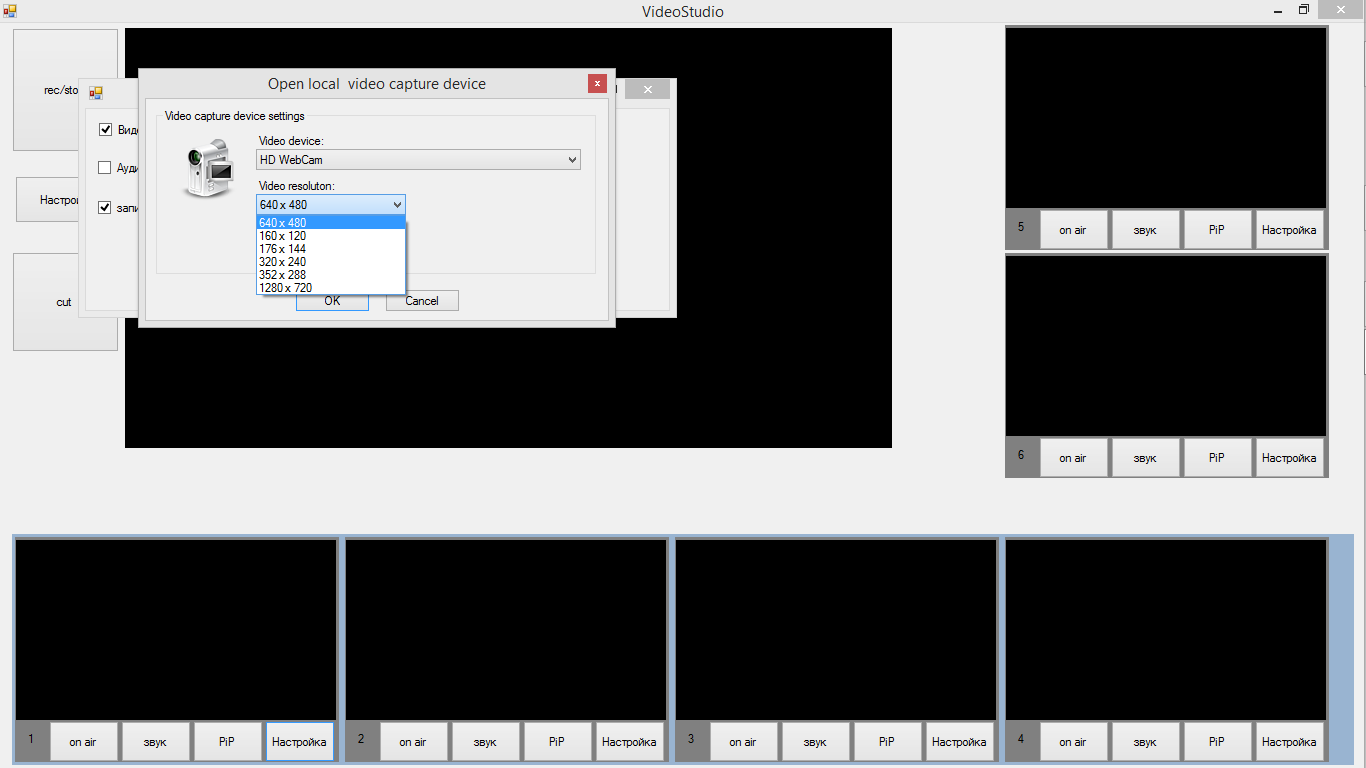 VideoStudio
rec/sto
Open local video capture device
Video capture device settings
Вид
Video device:
HD WebCam
Ауди
Video resoluton:
640 x 480
640 x 480
160 x 120
176 x 144
320 x 240
352 x 288
1280 x 720
Настро
запи
OK
Cancel
cut
5
on air
звук
PiP
Настройка
6
on air
звук
PiP
Настройка
1
on air
звук
PiP
Настройка
2
on air
звук
PiP
Настройка
3
on air
звук
PiP
Настройка
4
on air
звук
PiP
Настройка